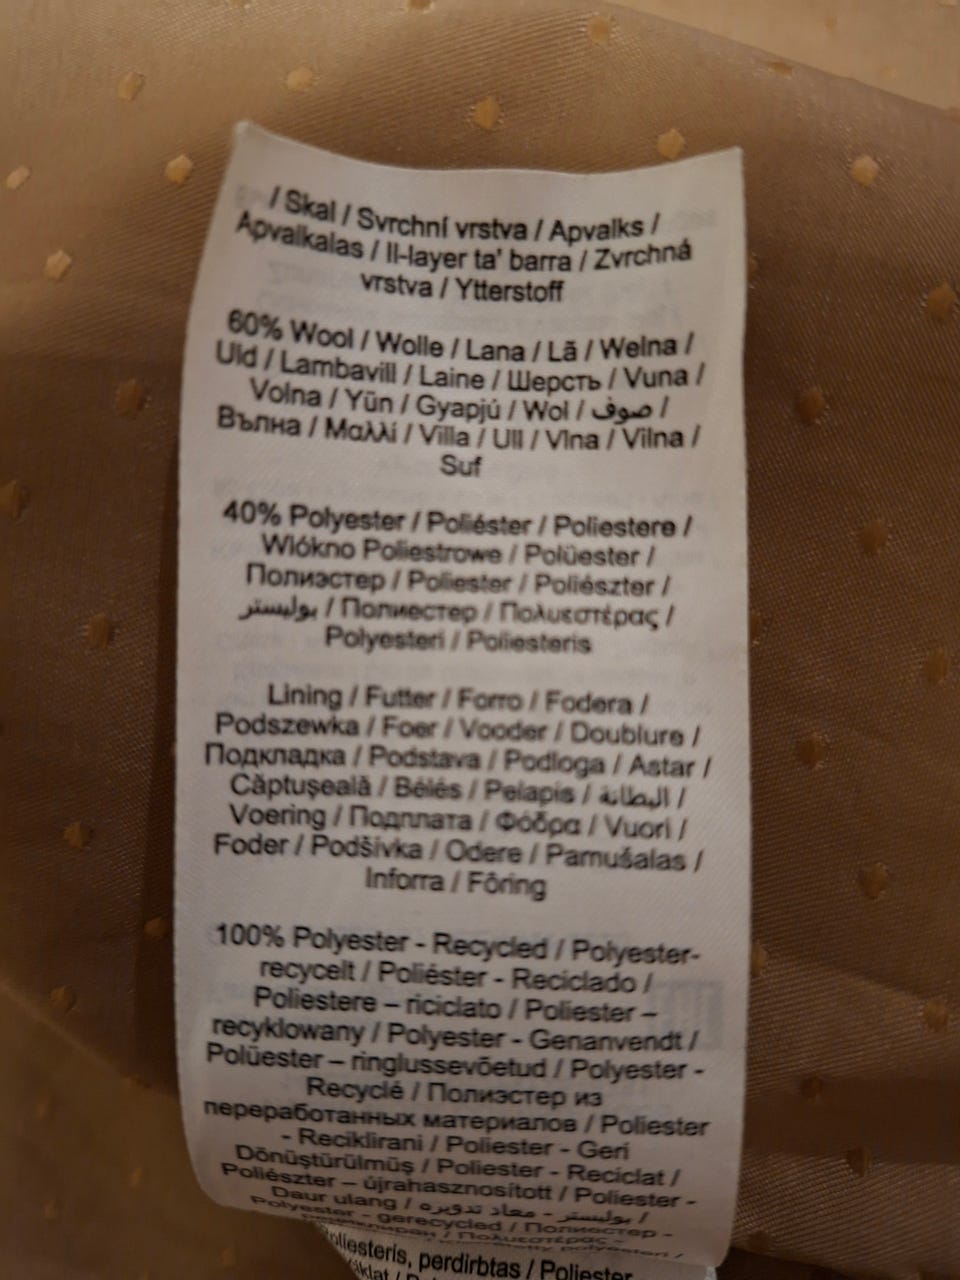 / Skal / Svrchní vrstva / Apvalks /
Apvalkalas / Il-layer ta' barra / Zvrchná
vrstva / Ytterstoff
60% Wool / Wolle / Lana / Lã / Wełna /
Uld / Lambavill / Laine / Шерсть / Vuna /
Volna / Yün / Gyapjú / Wol / صوف /
Вълна / Μαλλί / Villa / Ull / Vlna / Vilna /
Suf
40% Polyester / Poliéster / Poliestere /
Wlókno Poliestrowe / Polüester /
Полиэстер / Poliester / Poliészter /
بوليستر / Полиестер / Πολυεστέρας /
Polyesteri / Poliesteris
Lining / Futter / Forro / Fodera /
Podszewka / Foer / Vooder / Doublure /
Подкладка / Podstava / Podloga / Astar /
Căptuşeală / Bélés / Pelapis / البطانة /
Voering / Подплата / Φόδρα / Vuori /
Foder / Podšívka / Odere / Pamušalas /
Inforra / Fôring
100% Polyester - Recycled / Polyester-
recycelt / Poliéster - Reciclado /
Poliestere – riciclato / Poliester –
recyklowany / Polyester - Genanvendt /
Polüester – ringlussevõetud / Polyester -
Recyclé / Полиэстер из
переработанных материалов / Poliester
- Reciklirani / Poliester - Geri
Dönüştürülmüş / Poliester - Reciclat /
Poliészter – újrahasznosított / Poliester -
Daur ulang / بوليستر - معاد تدويره /
Polyester - gerecycled / Полиестер -
рециклиран / Πολυεστέρας -
polyesteri /
perdirbtas / Poliester